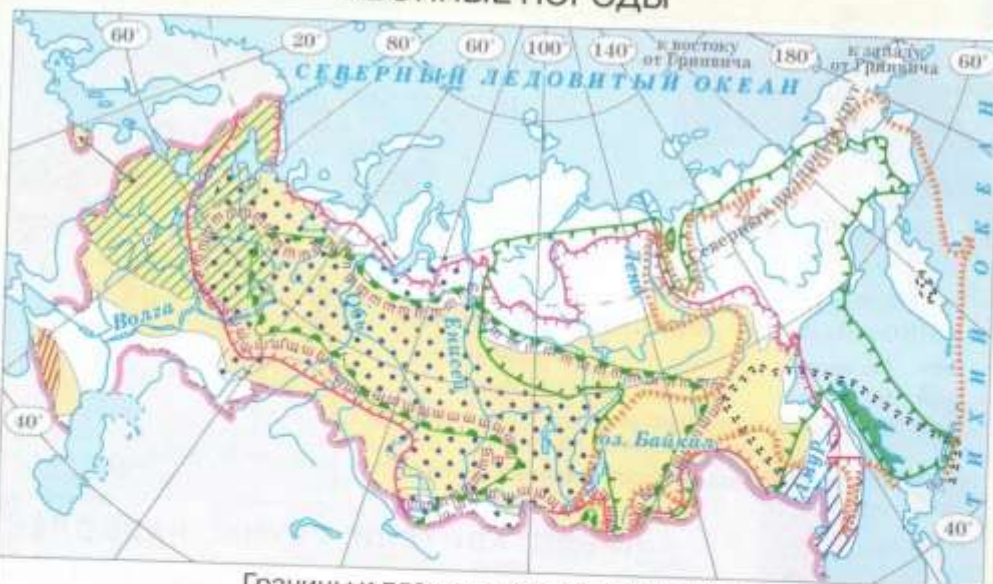 ПОРОДЫ
60°
20°
80°
60°
100°
140°
к востоку
от Гринвича
180°
к западу
от Гринвича
60°
СЕВЕРНЫЙ ЛЕДОВИТЫЙ ОКЕАН
Северный полярный круг
ТИХИЙ ОКЕАН
Лена
Волга
Обь
Енисей
оз. Байкал
Амур
40°
40°
Границы и